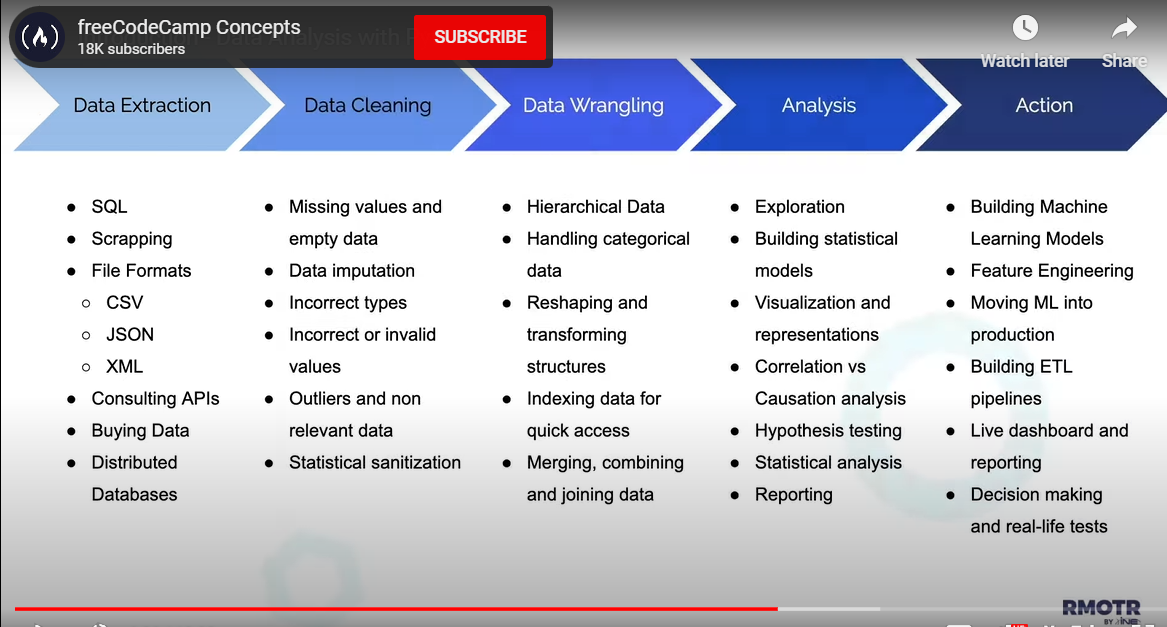 freeCodeCamp Concepts
18K subscribers
SUBSCRIBE
Watch later
Share
Data Analysis with
Data Extraction
Data Cleaning
Data Wrangling
Analysis
Action
● SQL
● Scrapping
● File Formats
○ CSV
○ JSON
○ XML
● Consulting APIs
● Buying Data
● Distributed
Databases
● Missing values and
empty data
● Data imputation
● Incorrect types
● Incorrect or invalid
values
● Outliers and non
relevant data
● Statistical sanitization
● Hierarchical Data
● Handling categorical
data
● Reshaping and
transforming
structures
● Indexing data for
quick access
● Merging, combining
and joining data
● Exploration
● Building statistical
models
● Visualization and
representations
● Correlation vs
Causation analysis
● Hypothesis testing
● Statistical analysis
● Reporting
● Building Machine
Learning Models
● Feature Engineering
● Moving ML into
production
● Building ETL
pipelines
● Live dashboard and
reporting
● Decision making
and real-life tests
RMOTR
BY INE